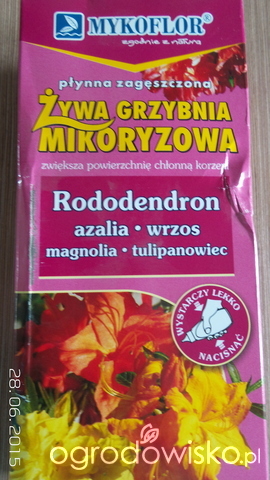 MYKOFLOR®
zgodnie z naturą
płynna zagęszczona
ŻYWA GRZYBNIA
MIKORYZOWA
zwiększa powierzchnię chłonną korzeni
Rododendron
azalia • wrzos
magnolia • tulipanowiec
WYSTARCZY LEKKO
NACISNĄĆ
28.06.2015
ogrodowisko.pl